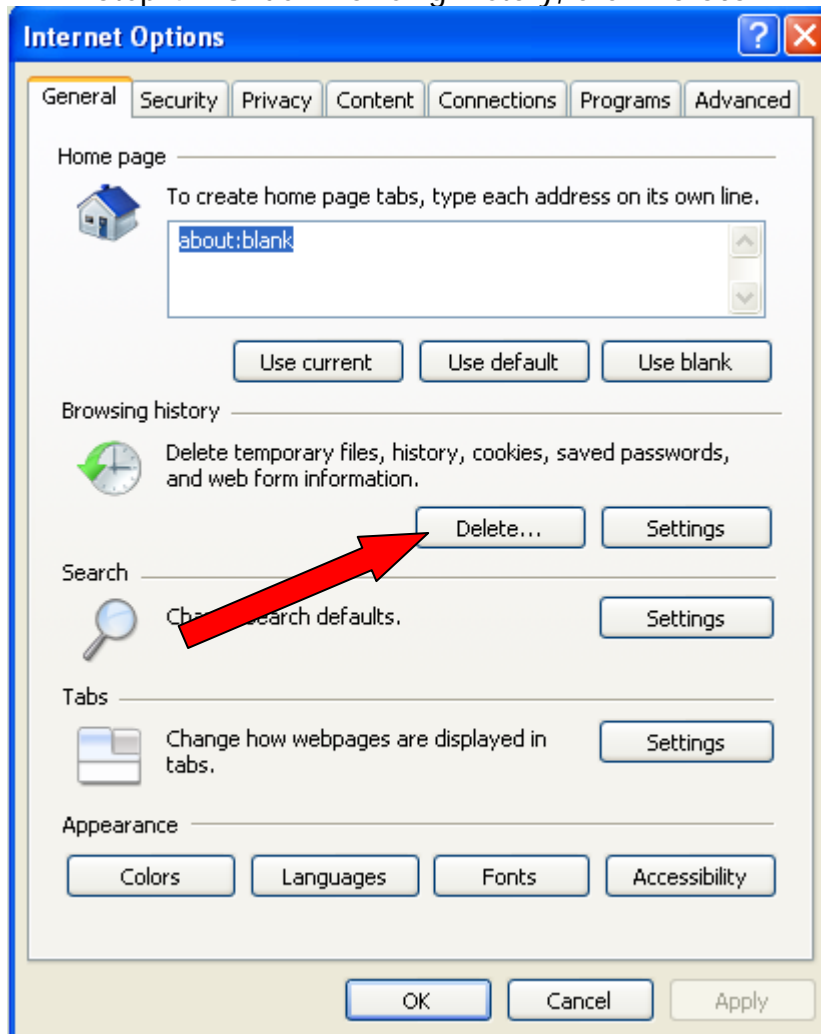 Internet Options
General Security Privacy Content Connections Programs Advanced
Home page
To create home page tabs, type each address on its own line.
about:blank
Use current Use default Use blank
Browsing history
Delete temporary files, history, cookies, saved passwords,
and web form information.
Delete... Settings
Search
search defaults. Settings
Tabs
Change how webpages are displayed in
tabs.
Settings
Appearance
Colors Languages Fonts Accessibility
OK Cancel Apply